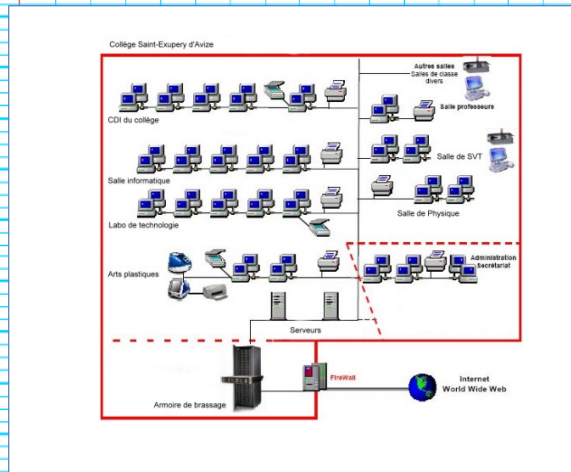 Collège Saint-Exupery d'Avize
Autres salles
Salles de classe
divers
Salle professeurs
CDI du collège
Salle de SVT
Salle informatique
Salle de Physique
Labo de technologie
Arts plastiques
Administration
Secrétariat
Serveurs
FireWall
Internet
World Wide Web
Armoire de brassage